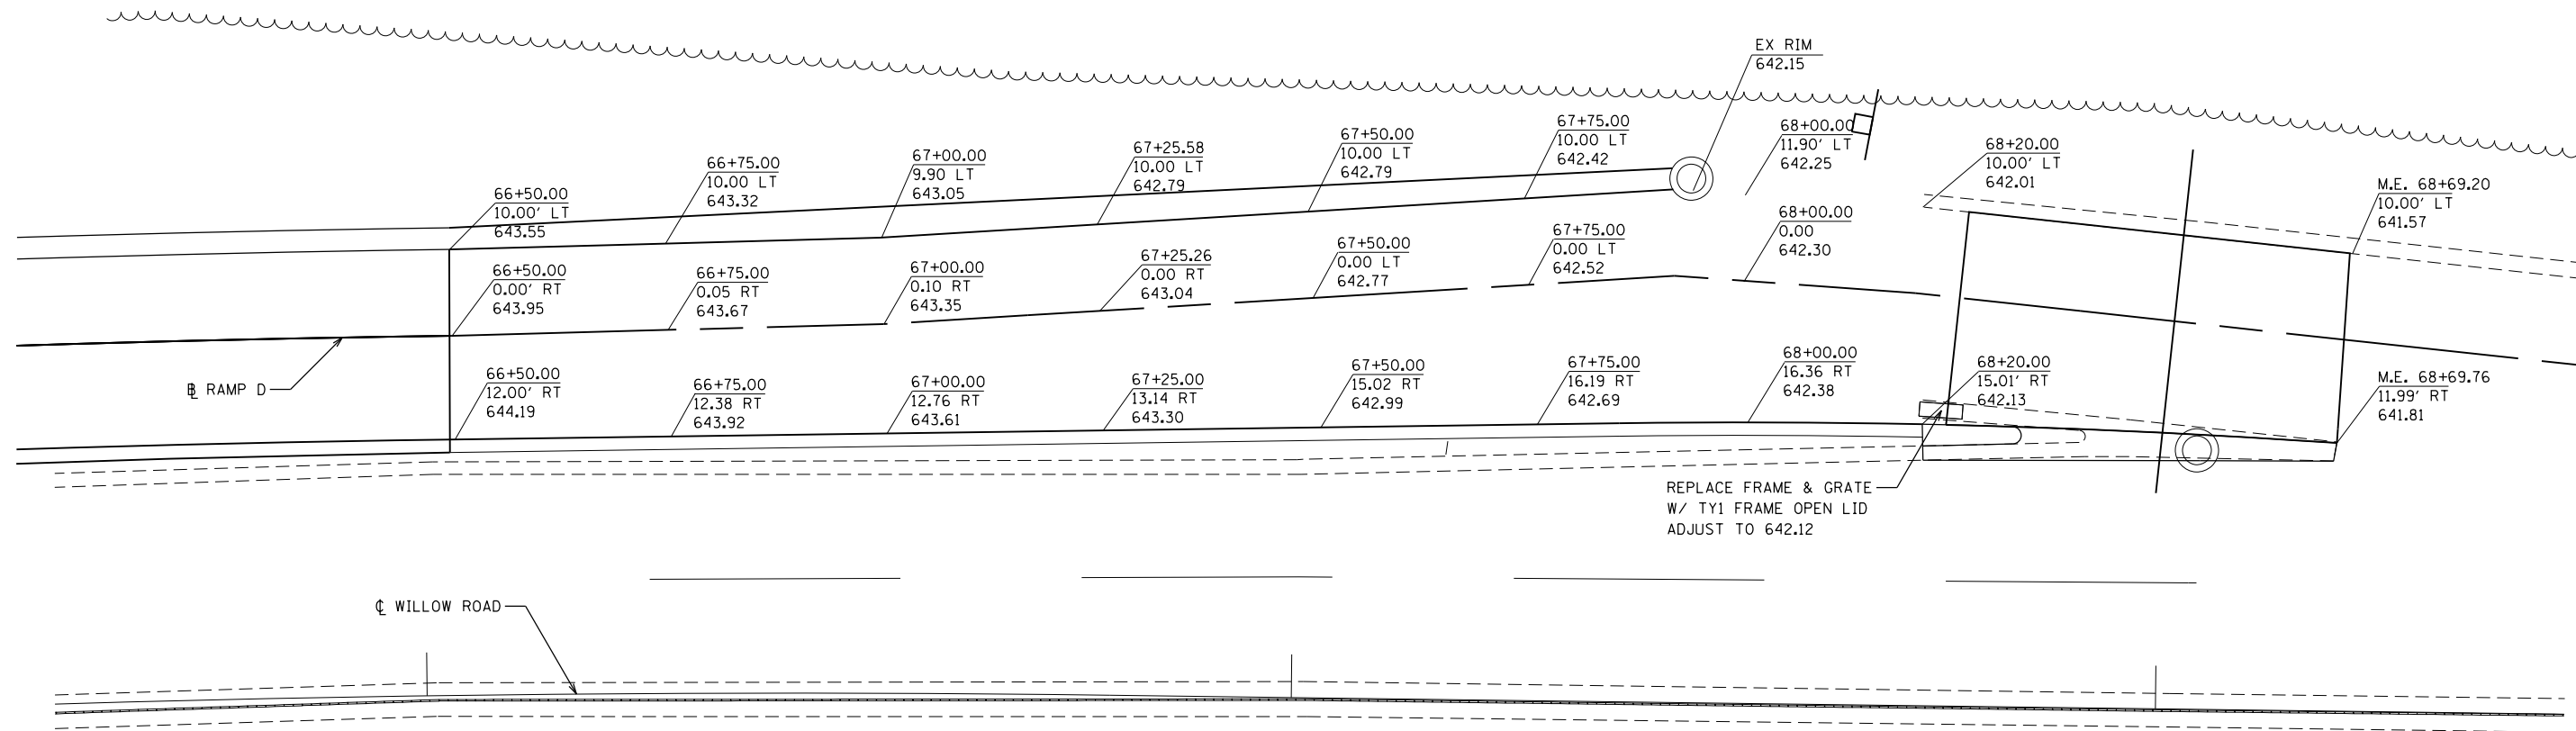 EX RIM
642.15
66+50.00
10.00' LT
643.55
66+75.00
10.00 LT
643.32
67+00.00
9.90 LT
643.05
67+25.58
10.00 LT
642.79
67+50.00
10.00 LT
642.79
67+75.00
10.00 LT
642.42
68+00.00
11.90' LT
642.25
68+20.00
10.00' LT
642.01
M.E. 68+69.20
10.00' LT
641.57
66+50.00
0.00' RT
643.95
66+75.00
0.05 RT
643.67
67+00.00
0.10 RT
643.35
67+25.26
0.00 RT
643.04
67+50.00
0.00 LT
642.77
67+75.00
0.00 LT
642.52
68+00.00
0.00
642.30
℄ RAMP D
66+50.00
12.00' RT
644.19
66+75.00
12.38 RT
643.92
67+00.00
12.76 RT
643.61
67+25.00
13.14 RT
643.30
67+50.00
15.02 RT
642.99
67+75.00
16.19 RT
642.69
68+00.00
16.36 RT
642.38
68+20.00
15.01' RT
642.13
M.E. 68+69.76
11.99' RT
641.81
REPLACE FRAME & GRATE
W/ TY1 FRAME OPEN LID
ADJUST TO 642.12
℄ WILLOW ROAD